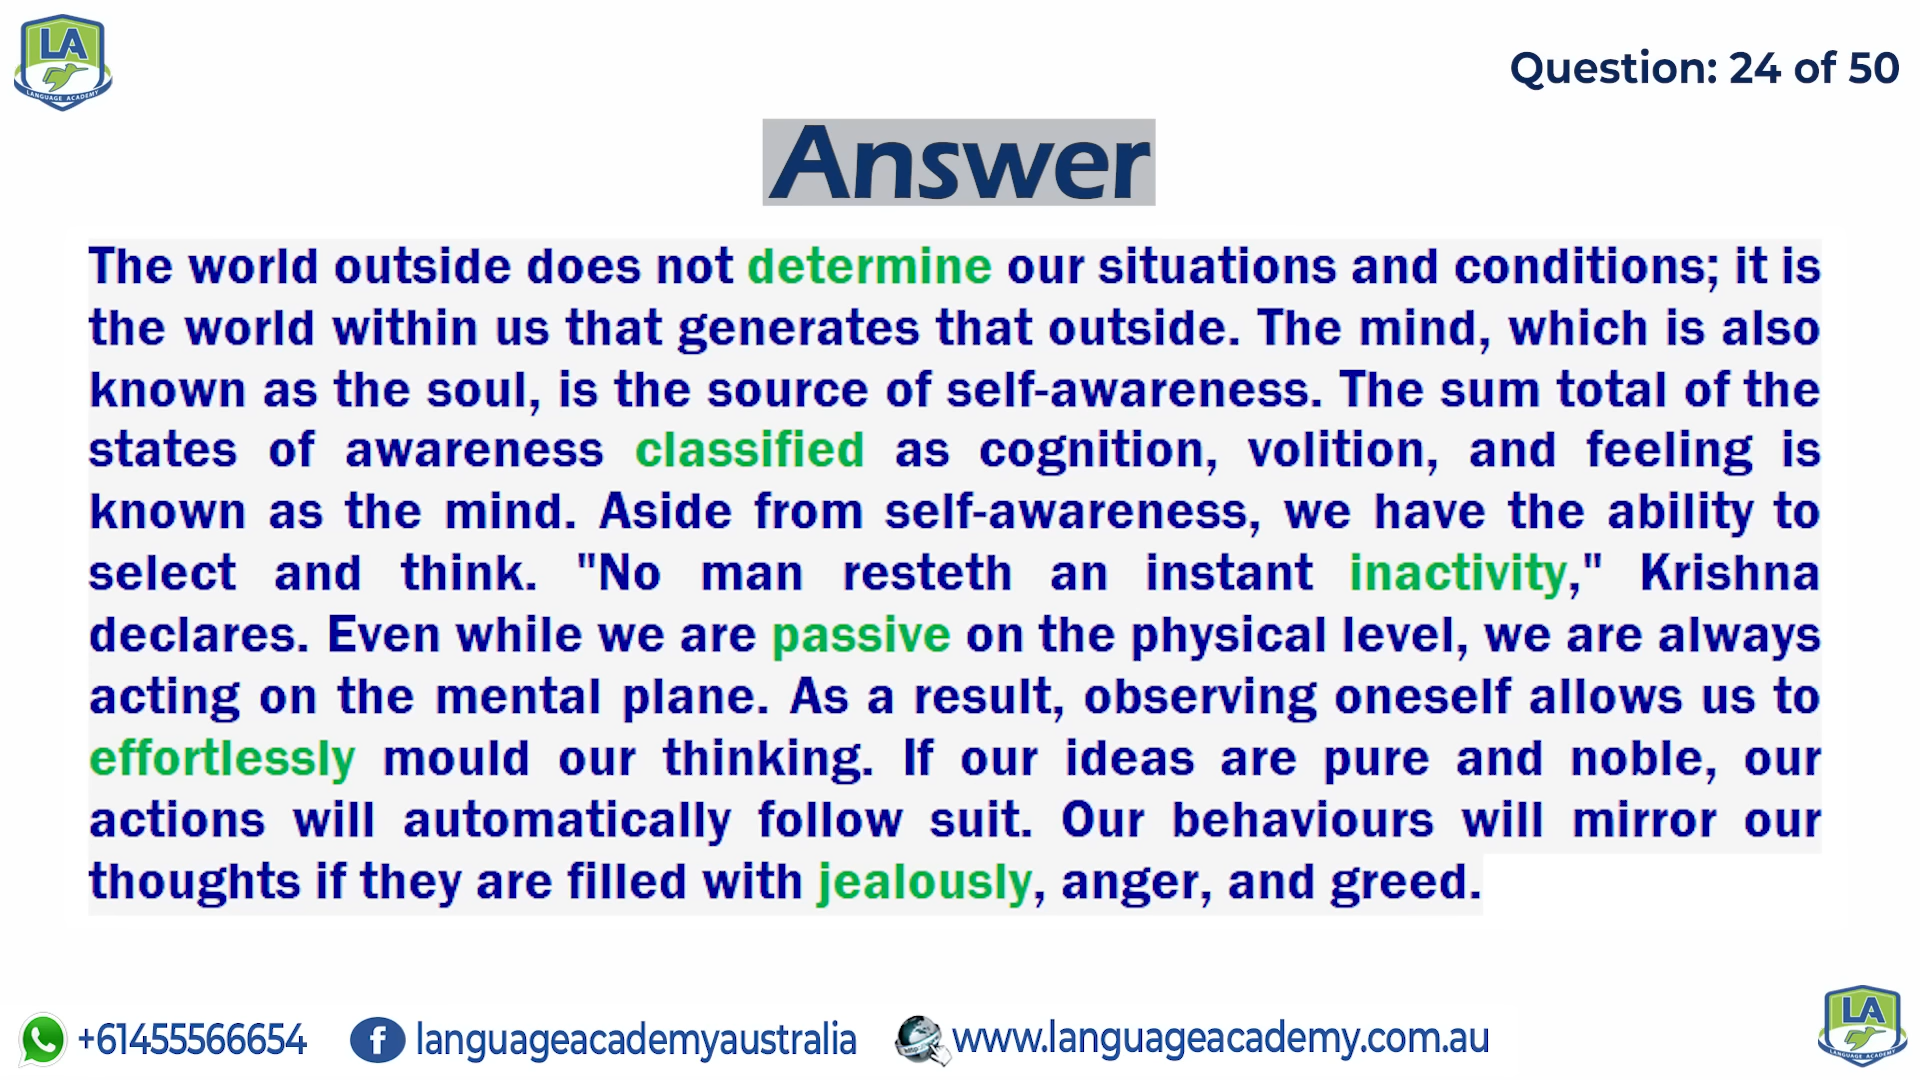 LA
LANGUAGE ACADEMY
Question: 24 of 50
Answer
The world outside does not determine our situations and conditions; it is
the world within us that generates that outside. The mind, which is also
known as the soul, is the source of self-awareness. The sum total of the
states of awareness classified as cognition, volition, and feeling is
known as the mind. Aside from self-awareness, we have the ability to
select and think. "No man resteth an instant inactivity," Krishna
declares. Even while we are passive on the physical level, we are always
acting on the mental plane. As a result, observing oneself allows us to
effortlessly mould our thinking. If our ideas are pure and noble, our
actions will automatically follow suit. Our behaviours will mirror our
thoughts if they are filled with jealously, anger, and greed.
+61455566654
languageacademyaustralia
www.languageacademy.com.au
LA
LANGUAGE ACADEMY